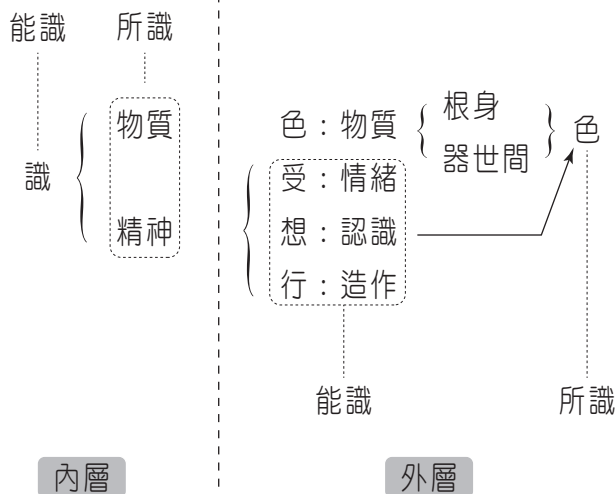 能識 所識
物質
識
精神
色：物質
根身
器世間
色
受：情緒
想：認識
行：造作
能識
所識
內層
外層